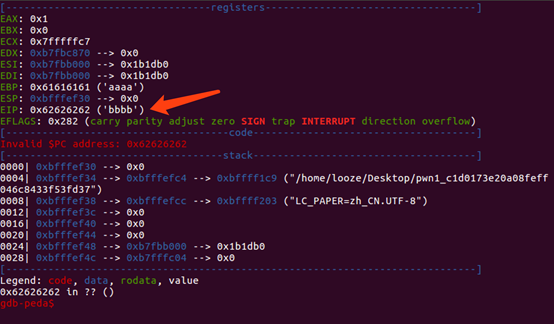 [----------------------------------registers-----------------------------------]
EAX: 0x1
EBX: 0x0
ECX: 0x7fffffc7
EDX: 0xb7fbc870 --> 0x0
ESI: 0xb7fbb000 --> 0x1b1db0
EDI: 0xb7fbb000 --> 0x1b1db0
EBP: 0x61616161 ('aaaa')
ESP: 0xbfffef30 --> 0x0
EIP: 0x62626262 ('bbbb')
EFLAGS: 0x282 (carry parity adjust zero SIGN trap INTERRUPT direction overflow)
[-------------------------------------code-------------------------------------]
Invalid $PC address: 0x62626262
[------------------------------------stack-------------------------------------]
0000| 0xbfffef30 --> 0x0
0004| 0xbfffef34 --> 0xbfffefc4 --> 0xbffff1c9 ("/home/looze/Desktop/pwn1_c1d0173e20a08feff
046c8433f53fd37")
0008| 0xbfffef38 --> 0xbfffefcc --> 0xbffff203 ("LC_PAPER=zh_CN.UTF-8")
0012| 0xbfffef3c --> 0x0
0016| 0xbfffef40 --> 0x0
0020| 0xbfffef44 --> 0x0
0024| 0xbfffef48 --> 0xb7fbb000 --> 0x1b1db0
0028| 0xbfffef4c --> 0xb7fffc04 --> 0x0
[------------------------------------------------------------------------------]
Legend: code, data, rodata, value
0x62626262 in ?? ()
gdb-peda$